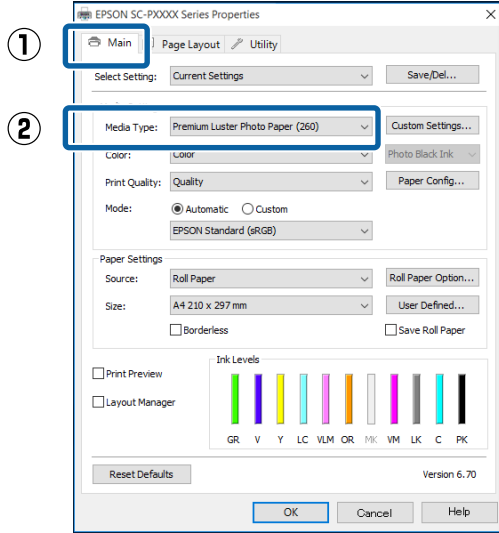 EPSON SC-PXXXX Series Properties
①
Main Page Layout Utility
Select Setting: Current Settings Save/Del...
②
Media Type: Premium Luster Photo Paper (260) Custom Settings...
Color: Color Photo Black Ink
Print Quality: Quality Paper Config...
Mode: Automatic Custom
EPSON Standard (sRGB)
Paper Settings
Source: Roll Paper Roll Paper Option...
Size: A4 210 x 297 mm User Defined...
Borderless Save Roll Paper
Print Preview
Layout Manager
Ink Levels
GR V Y LC VLM OR MK VM LK C PK
Reset Defaults Version 6.70
OK Cancel Help